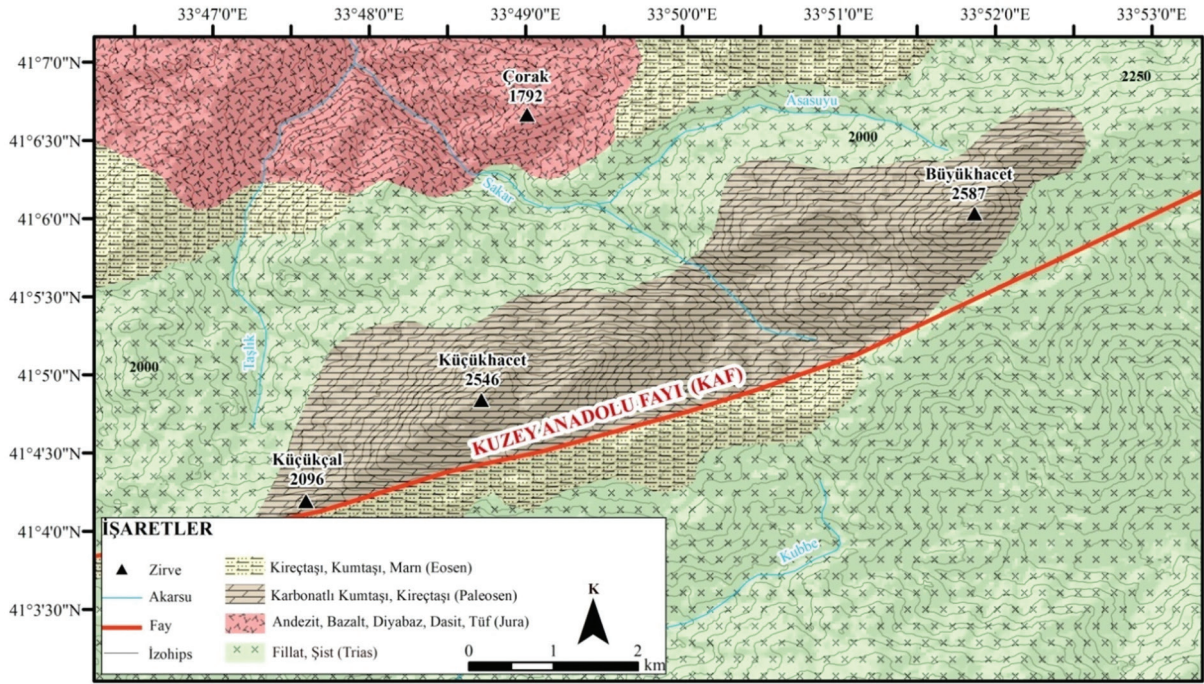 33°47'0"E 33°48'0"E 33°49'0"E 33°50'0"E 33°51'0"E 33°52'0"E 33°53'0"E
41°7'0"N
Çorak
1792
2250
Asasuyu
41°6'30"N
2000
Büyükhacet
2587
Sakar
41°6'0"N
41°5'30"N
Taşlık
2000
Küçükhacet
2546
41°5'0"N
KUZEY ANADOLU FAYI (KAF)
41°4'30"N
Küçükçal
2096
41°4'0"N
Kubbe
41°3'30"N
İŞARETLER
Zirve
Akarsu
Fay
İzohips
Kireçtaşı, Kumtaşı, Marn (Eosen)
Karbonatlı Kumtaşı, Kireçtaşı (Paleosen)
Andezit, Bazalt, Diyabaz, Dasit, Tüf (Jura)
Fillat, Şist (Trias)
K
0 1 2
km